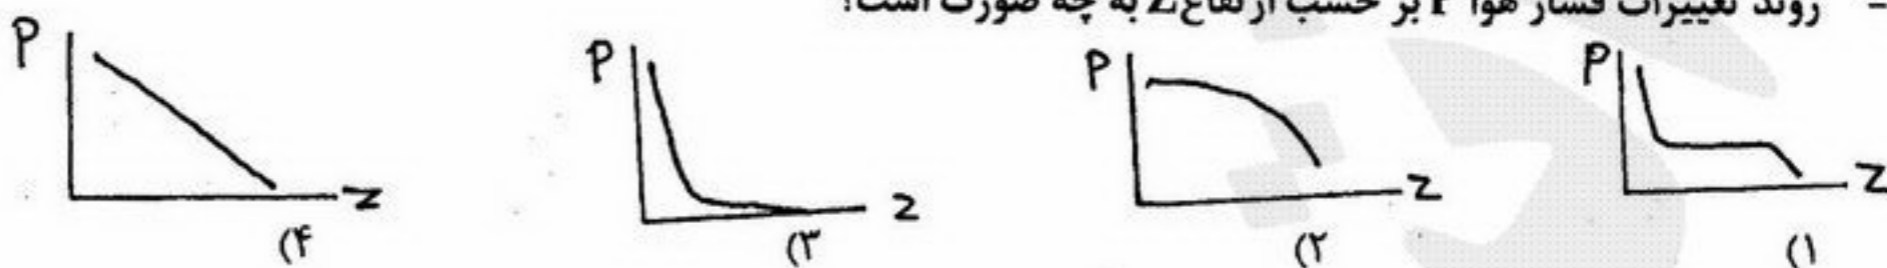 - روند تغییرات فشار هوا P بر حسب ارتفاع Z به چه صورت است؟
P P P P
Z Z Z Z
۱) ۲) ۳) ۴)